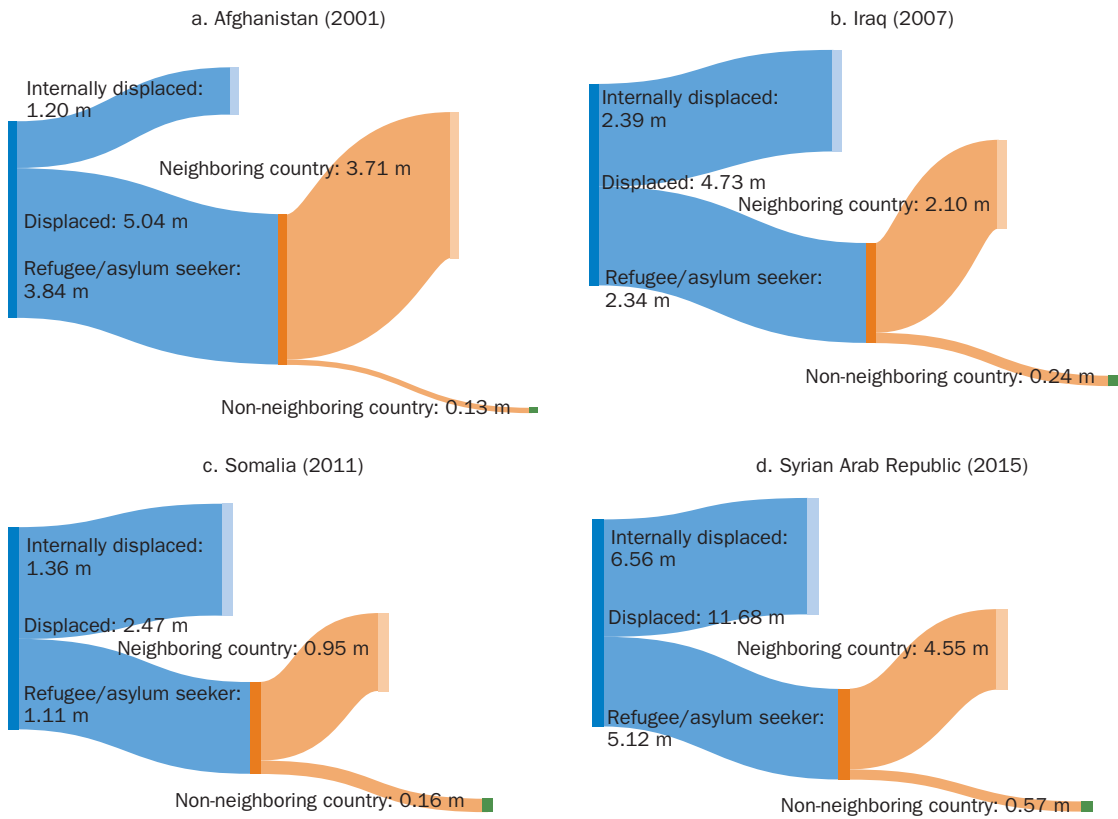 a. Afghanistan (2001)
Internally displaced:
1.20 m
Neighboring country: 3.71 m
Displaced: 5.04 m
Refugee/asylum seeker:
3.84 m
Non-neighboring country: 0.13 m
b. Iraq (2007)
Internally displaced:
2.39 m
Displaced: 4.73 m
Neighboring country: 2.10 m
Refugee/asylum seeker:
2.34 m
Non-neighboring country: 0.24 m
c. Somalia (2011)
Internally displaced:
1.36 m
Displaced: 2.47 m
Neighboring country: 0.95 m
Refugee/asylum seeker:
1.11 m
Non-neighboring country: 0.16 m
d. Syrian Arab Republic (2015)
Internally displaced:
6.56 m
Displaced: 11.68 m
Neighboring country: 4.55 m
Refugee/asylum seeker:
5.12 m
Non-neighboring country: 0.57 m